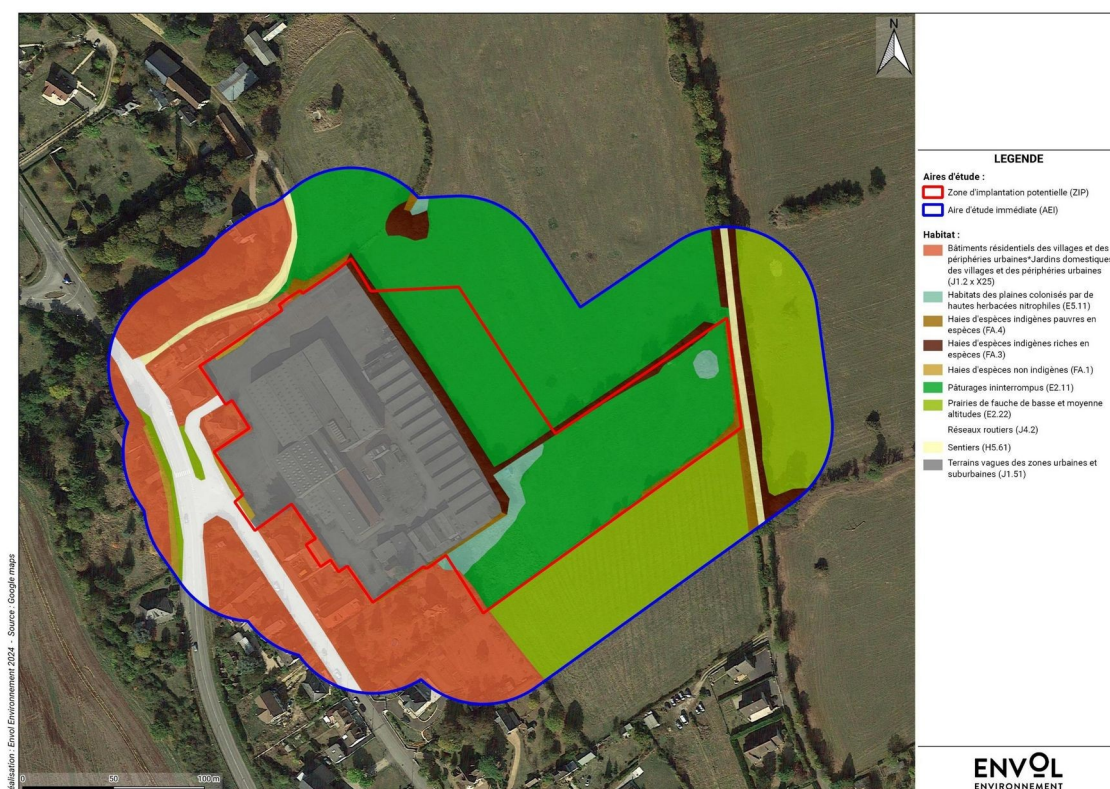 N
LEGENDE
Aires d'étude :
Zone d'implantation potentielle (ZIP)
Aire d'étude immédiate (AEI)
Habitat :
Bâtiments résidentiels des villages et des
périphéries urbaines*Jardins domestiques
des villages et des périphéries urbaines
(J1.2 x X25)
Habitats des plaines colonisés par de
hautes herbacées nitrophiles (E5.11)
Haies d'espèces indigènes pauvres en
espèces (FA.4)
Haies d'espèces indigènes riches en
espèces (FA.3)
Haies d'espèces non indigènes (FA.1)
Pâturages ininterrompus (E2.11)
Prairies de fauche de basse et moyenne
altitudes (E2.22)
Réseaux routiers (J4.2)
Sentiers (H5.61)
Terrains vagues des zones urbaines et
suburbaines (J1.51)
éalisation : Envol Environnement 2024 - Source : Google maps
0 50 100 m
ENVOL
ENVIRONNEMENT